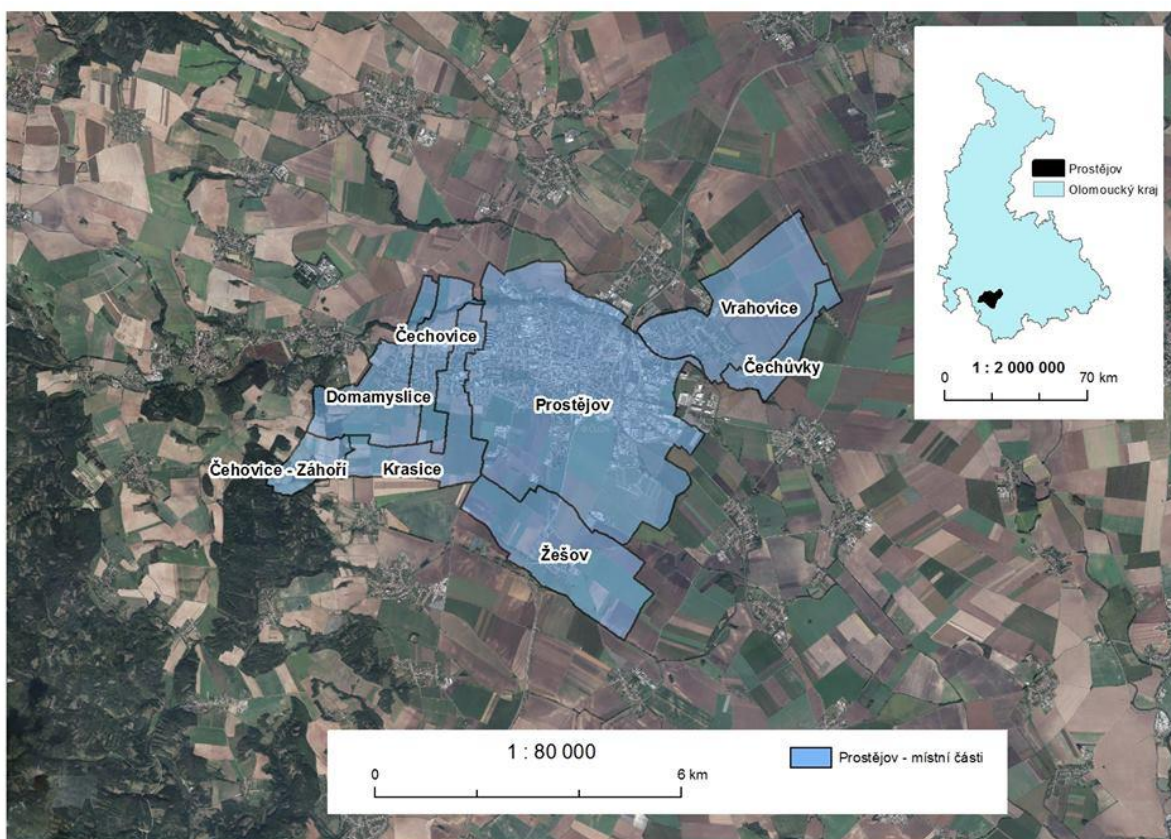 Prostějov
Olomoucký kraj
1 : 2 000 000
0 70 km
Vrahovice
Čechovice
Čechůvky
Domamyslice
Prostějov
Čehovice - Záhoří
Krasice
Žešov
1 : 80 000
0 6 km
Prostějov - místní části